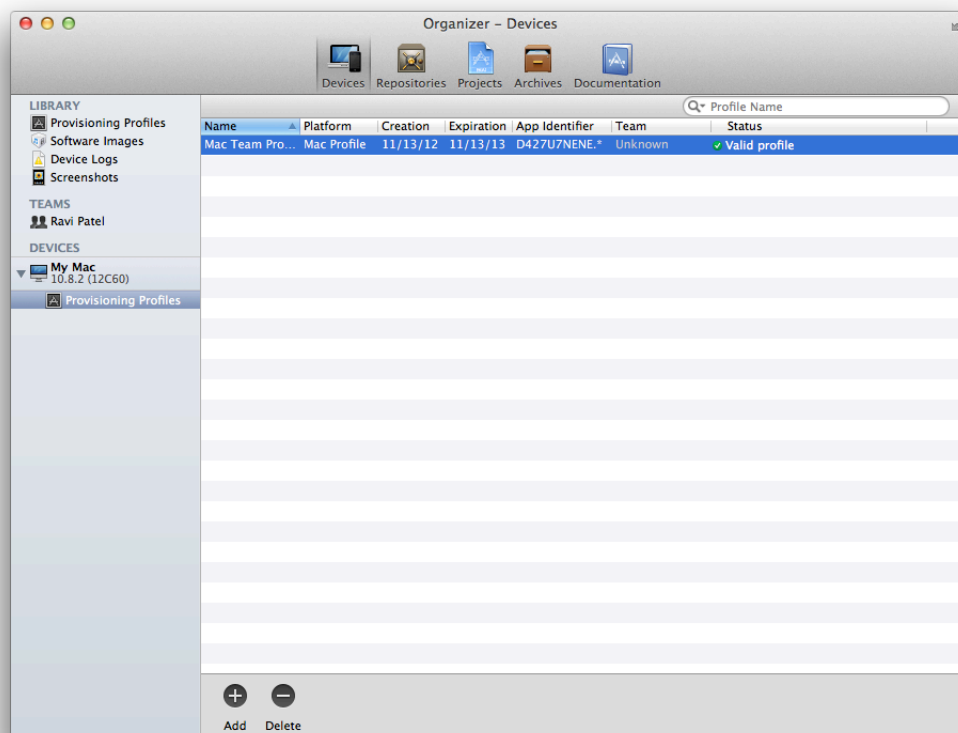 Organizer – Devices
Devices Repositories Projects Archives Documentation
LIBRARY
Provisioning Profiles
Software Images
Device Logs
Screenshots
TEAMS
Ravi Patel
DEVICES
My Mac
10.8.2 (12C60)
Provisioning Profiles
Profile Name
Name Platform Creation Expiration App Identifier Team Status
Mac Team Pro... Mac Profile 11/13/12 11/13/13 D427U7NENE.* Unknown Valid profile
Add Delete